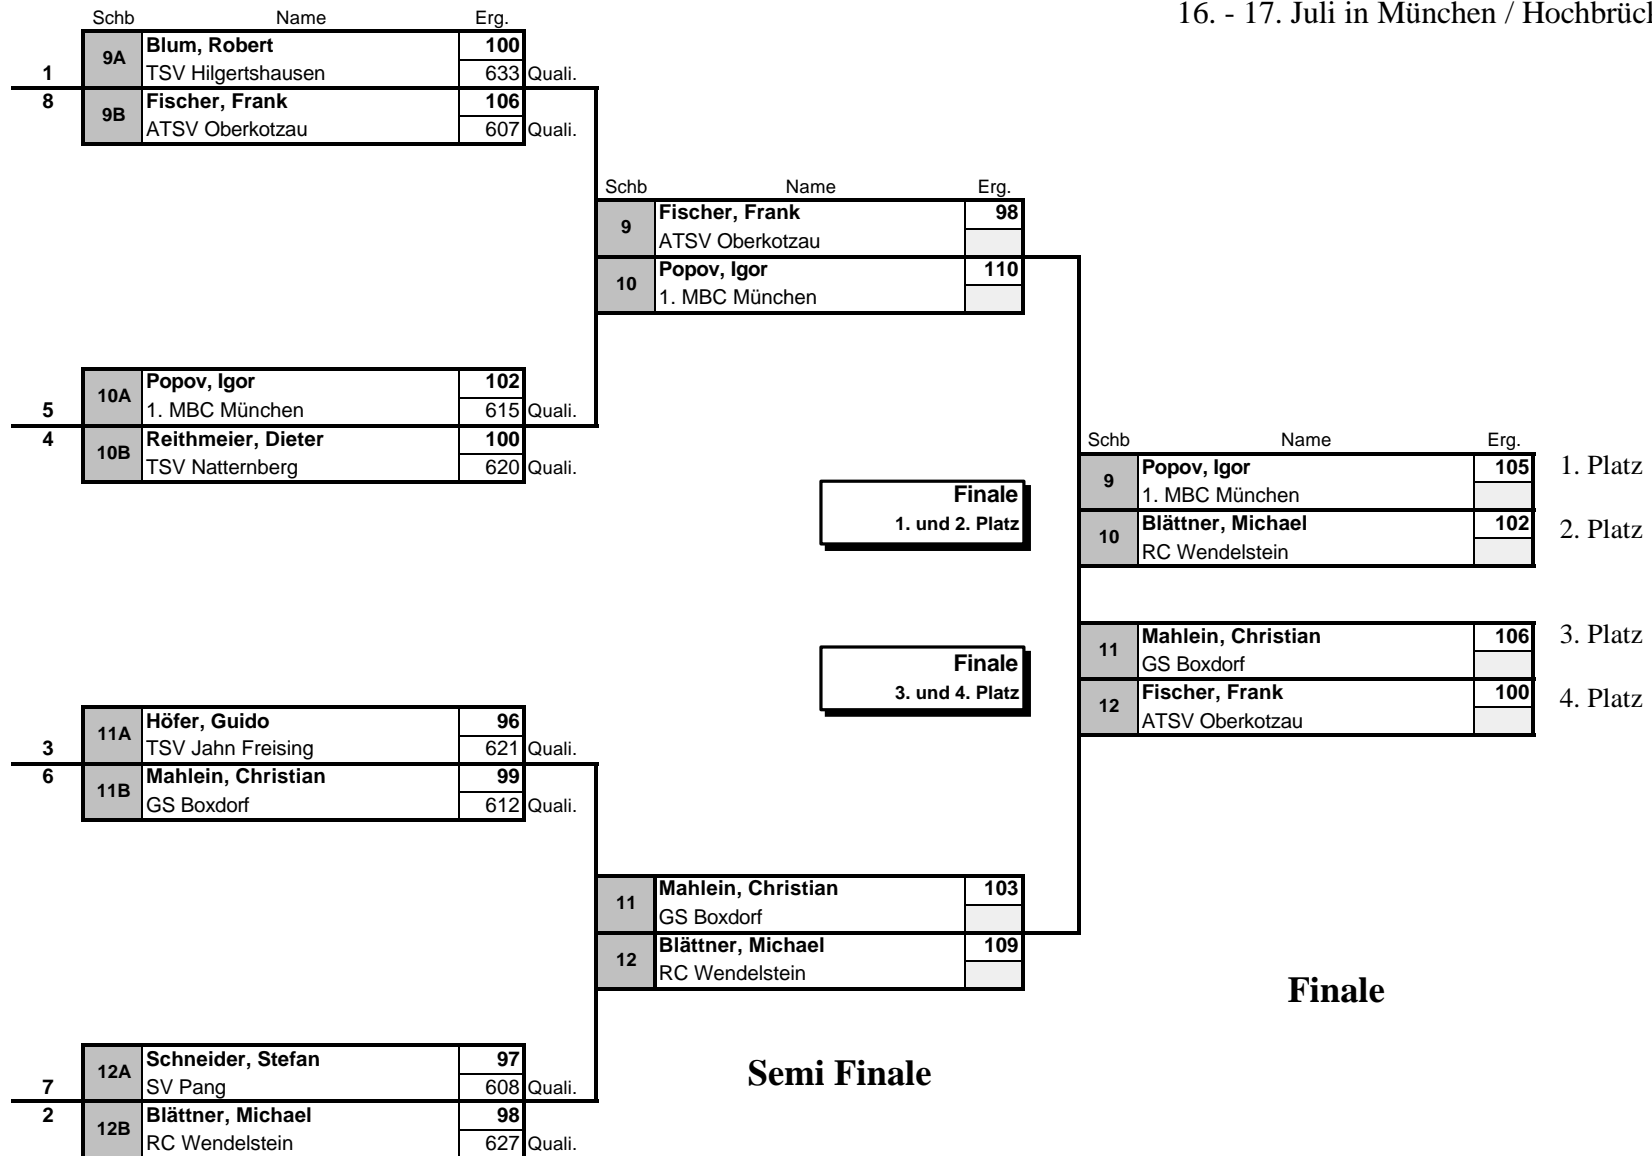 16. - 17. Juli in München / Hochbrück
Schb Name Erg.
9A Blum, Robert 100
1 TSV Hilgertshausen 633 Quali.
8 9B Fischer, Frank 106
ATSV Oberkotzau 607 Quali.
Schb Name Erg.
9 Fischer, Frank 98
ATSV Oberkotzau
10 Popov, Igor 110
1. MBC München
10A Popov, Igor 102
5 1. MBC München 615 Quali.
4 10B Reithmeier, Dieter 100
TSV Natternberg 620 Quali.
Schb Name Erg.
9 Popov, Igor 105 1. Platz
1. MBC München
10 Blättner, Michael 102 2. Platz
RC Wendelstein
Finale
1. und 2. Platz
11 Mahlein, Christian 106 3. Platz
GS Boxdorf
12 Fischer, Frank 100 4. Platz
ATSV Oberkotzau
Finale
3. und 4. Platz
11A Höfer, Guido 96
3 TSV Jahn Freising 621 Quali.
6 11B Mahlein, Christian 99
GS Boxdorf 612 Quali.
11 Mahlein, Christian 103
GS Boxdorf
12 Blättner, Michael 109
RC Wendelstein
Finale
Semi Finale
12A Schneider, Stefan 97
7 SV Pang 608 Quali.
2 12B Blättner, Michael 98
RC Wendelstein 627 Quali.